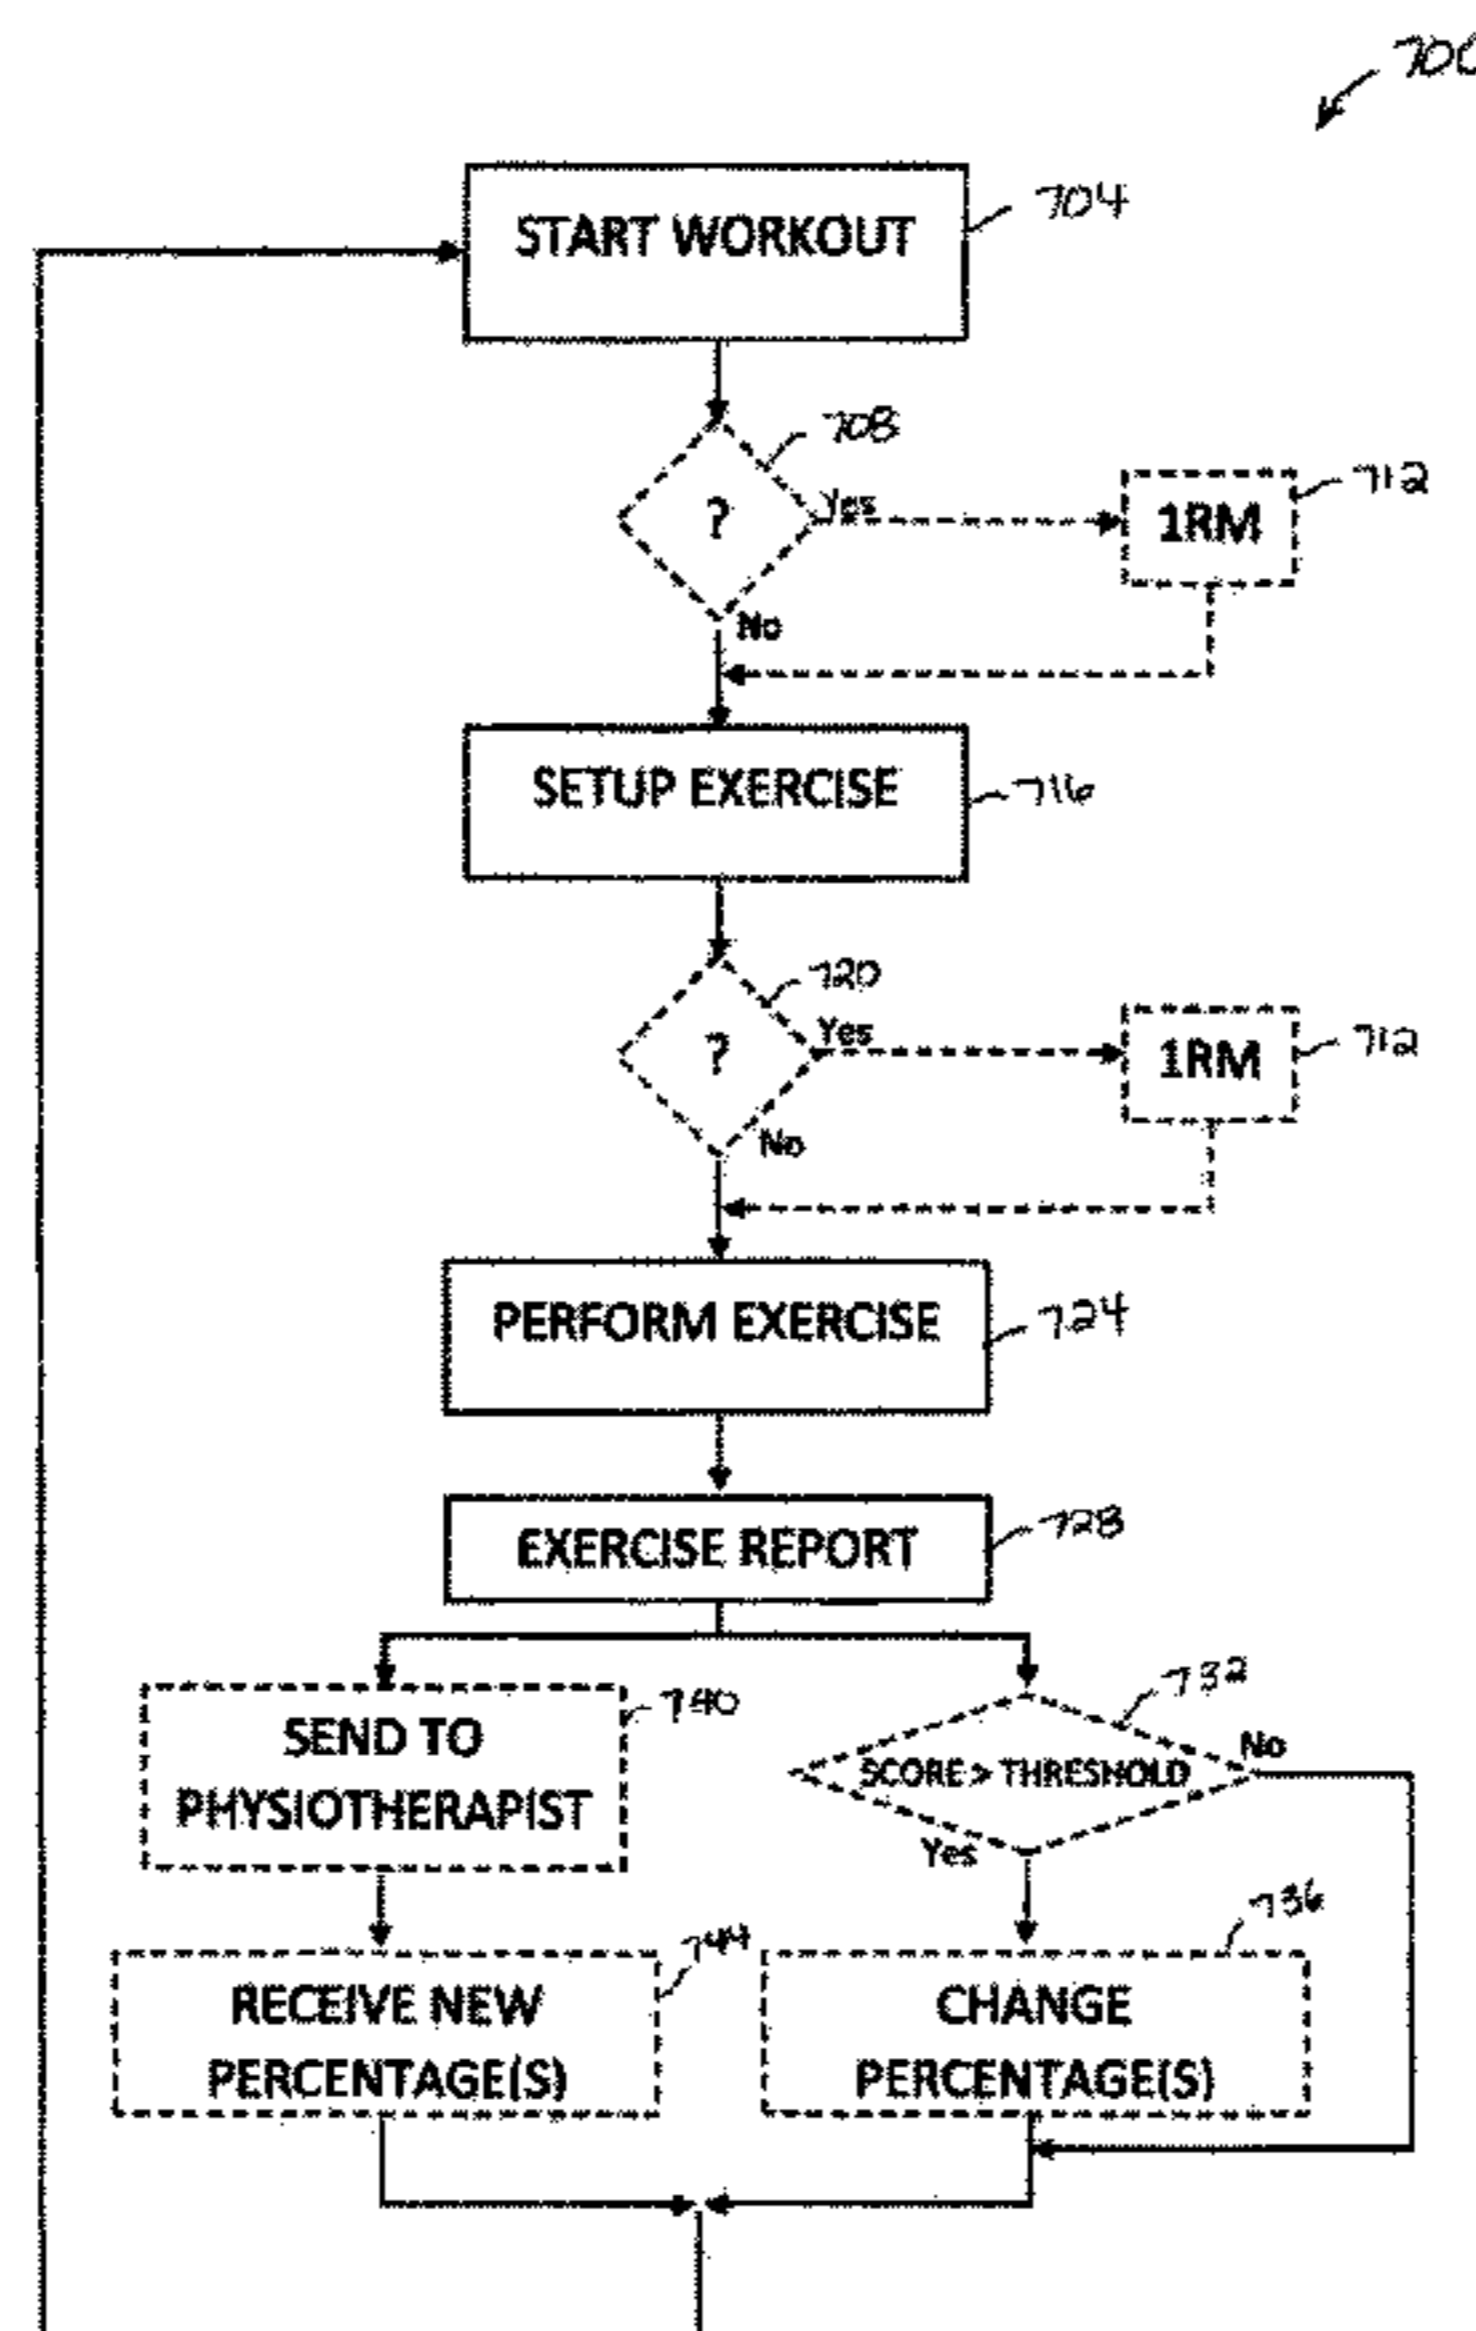 700
START WORKOUT
704
708
?
Yes
1RM
712
No
SETUP EXERCISE
716
720
?
Yes
1RM
712
No
PERFORM EXERCISE
724
EXERCISE REPORT
728
SEND TO
PHYSIOTHERAPIST
740
732
SCORE > THRESHOLD
No
Yes
RECEIVE NEW
PERCENTAGE(S)
744
CHANGE
PERCENTAGE(S)
736